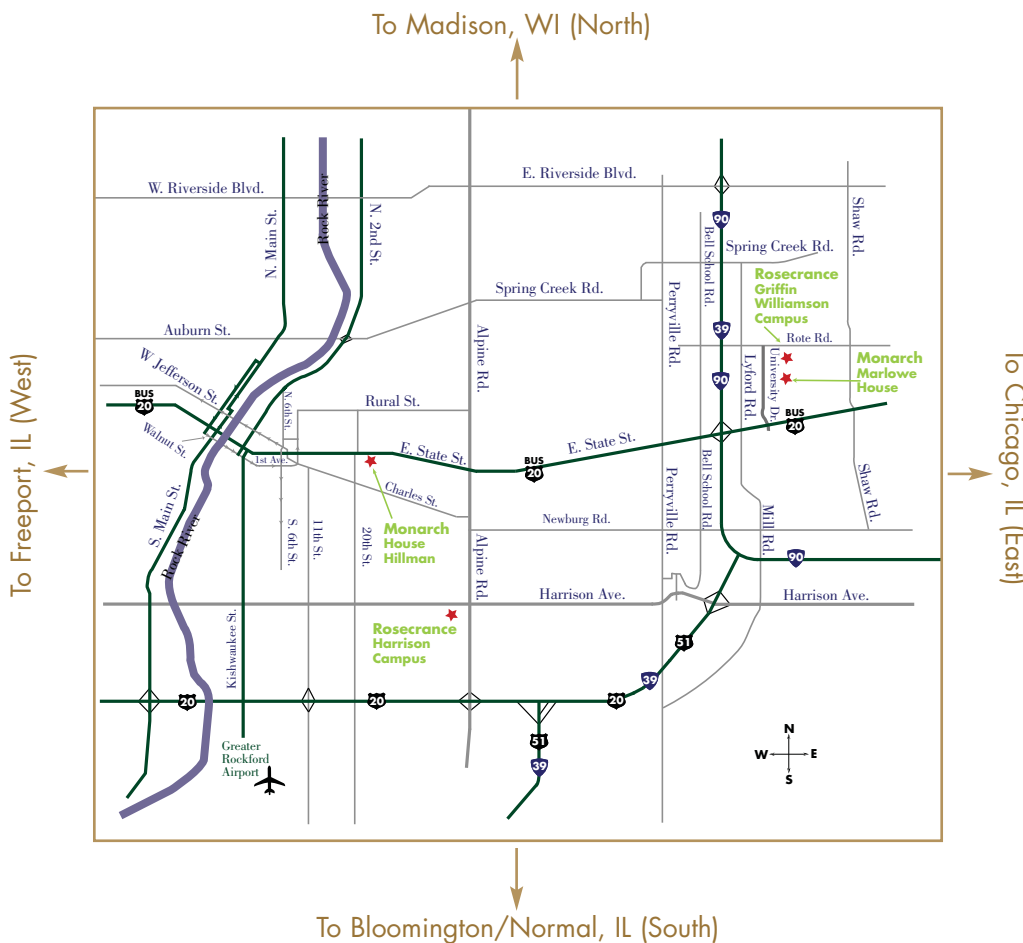 To Madison, WI (North)
W. Riverside Blvd.
E. Riverside Blvd.
N. Main St.
Rock River
N. 2nd St.
90
Bell School Rd.
Shaw Rd.
Spring Creek Rd.
Spring Creek Rd.
Rosecrance
Griffin
Williamson
Campus
Perryville Rd.
Auburn St.
Alpine Rd.
39
Rote Rd.
W Jefferson St.
University Dr.
Lyford Rd.
Monarch
Marlowe
House
To Freeport, IL (West)
To Chicago, IL (East)
90
BUS
20
N. 6th St.
Rural St.
BUS
20
Walnut St.
1st Ave.
E. State St.
E. State St.
BUS
20
Charles St.
Perryville Rd.
Bell School Rd.
Shaw Rd.
S. Main St.
Rock River
S. 6th St.
11th St.
20th St.
Monarch
House
Hillman
Newburg Rd.
Mill Rd.
Alpine Rd.
90
Harrison Ave.
Harrison Ave.
Rosecrance
Harrison
Campus
51
Kishwaukee St.
39
20
20
20
Greater
Rockford
Airport
51
39
N
W
E
S
To Bloomington/Normal, IL (South)